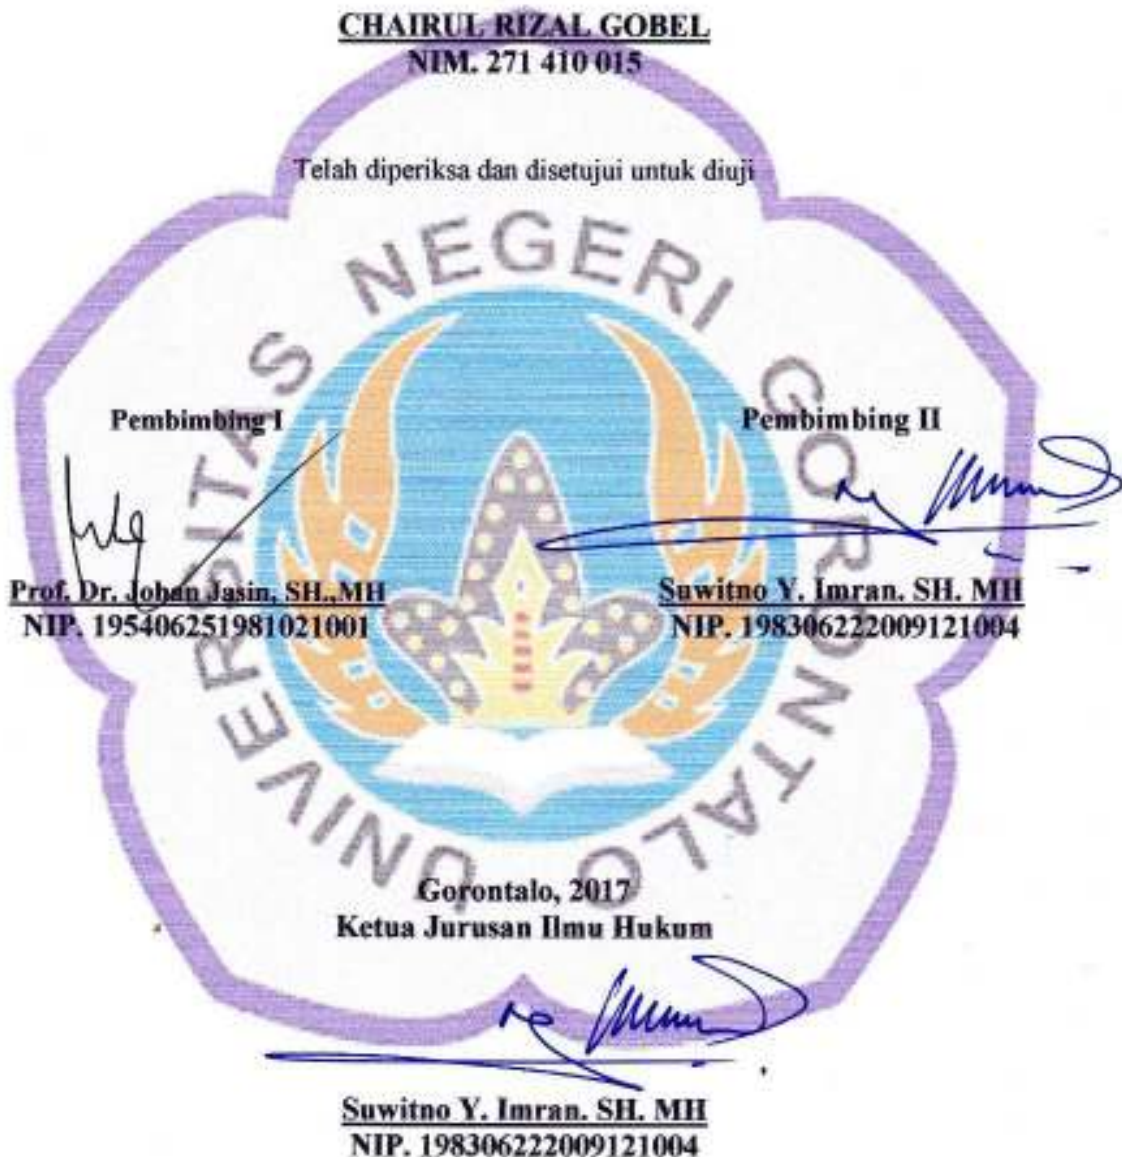 CHAIRUL RIZAL GOBEL
NIM. 271 410 015
Telah diperiksa dan disetujui untuk diuji
UNIVERSITAS NEGERI GORONTALO
Pembimbing I
Prof. Dr. Johan Jasin, SH.,MH
NIP. 195406251981021001
Pembimbing II
Suwitno Y. Imran. SH. MH
NIP. 198306222009121004
Gorontalo, 2017
Ketua Jurusan Ilmu Hukum
Suwitno Y. Imran. SH. MH
NIP. 198306222009121004